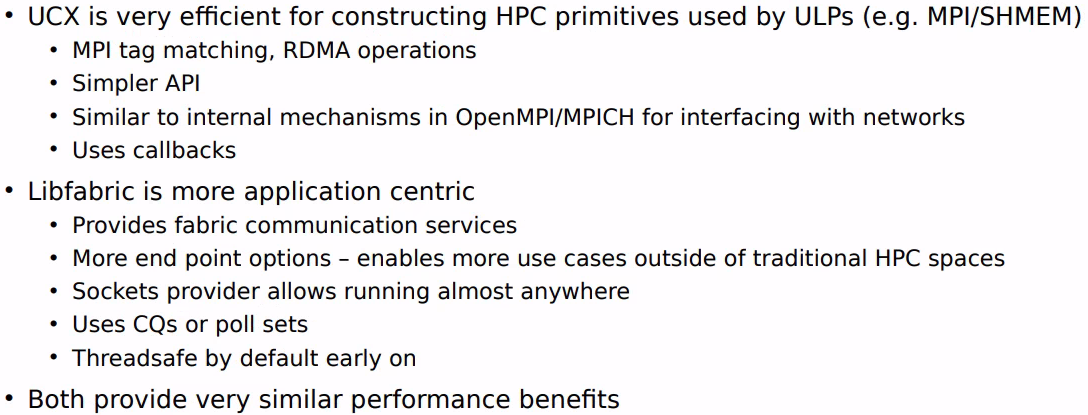 • UCX is very efficient for constructing HPC primitives used by ULPs (e.g. MPI/SHMEM)
• MPI tag matching, RDMA operations
• Simpler API
• Similar to internal mechanisms in OpenMPI/MPICH for interfacing with networks
• Uses callbacks
• Libfabric is more application centric
• Provides fabric communication services
• More end point options – enables more use cases outside of traditional HPC spaces
• Sockets provider allows running almost anywhere
• Uses CQs or poll sets
• Threadsafe by default early on
• Both provide very similar performance benefits